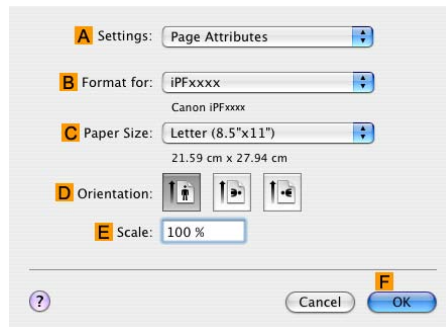 A Settings: Page Attributes
B Format for: iPFxxxx
Canon iPFxxxx
C Paper Size: Letter (8.5"x11")
21.59 cm x 27.94 cm
D Orientation:
E Scale: 100 %
F
? Cancel OK